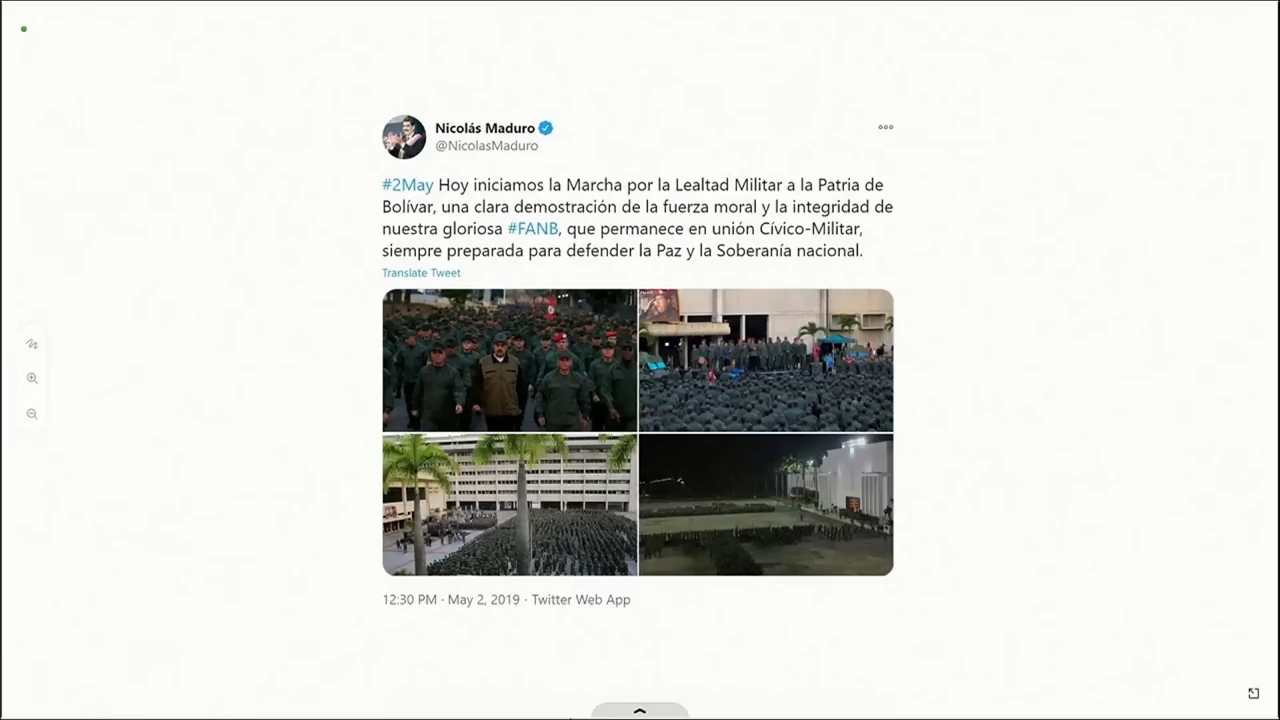 Nicolás Maduro
@NicolasMaduro
#2May Hoy iniciamos la Marcha por la Lealtad Militar a la Patria de
Bolívar, una clara demostración de la fuerza moral y la integridad de
nuestra gloriosa #FANB, que permanece en unión Cívico-Militar,
siempre preparada para defender la Paz y la Soberanía nacional.
Translate Tweet
12:30 PM · May 2, 2019 · Twitter Web App